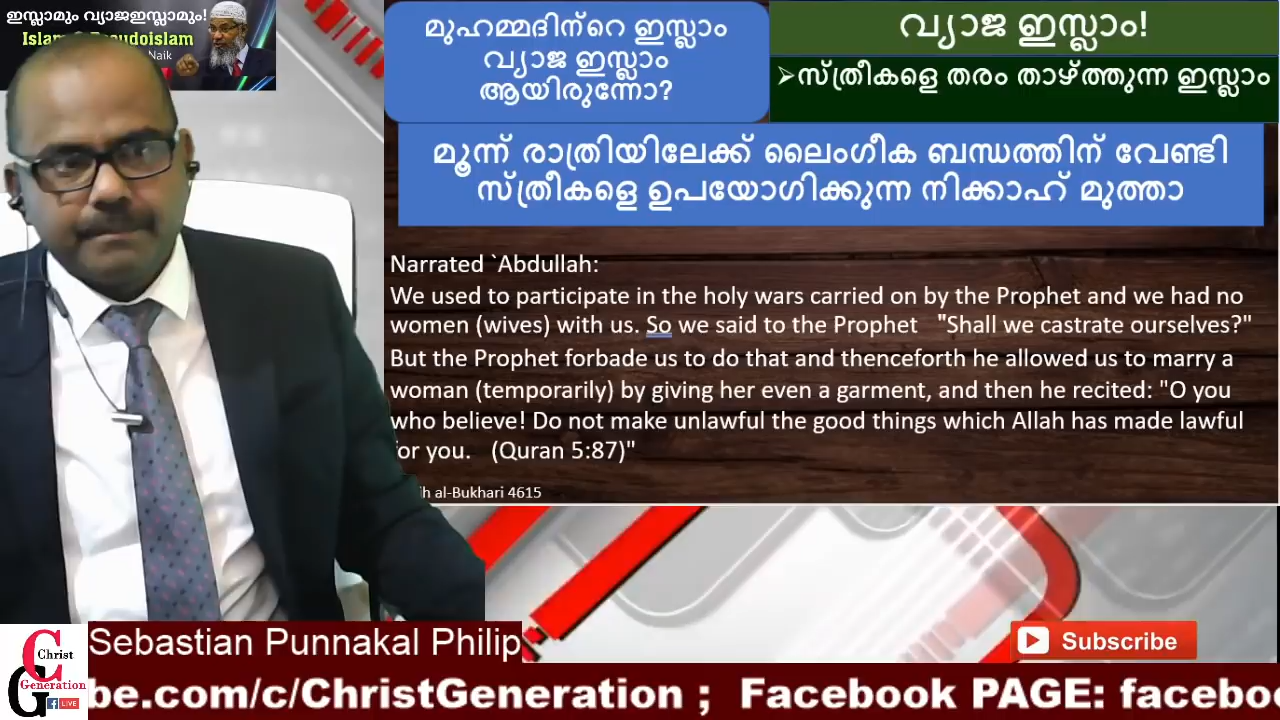 ഇസ്ലാമും വ്യാജഇസ്ലാമും!
Naik
മുഹമ്മദിന്റെ ഇസ്ലാം
വ്യാജ ഇസ്ലാം
ആയിരുന്നോ?
വ്യാജ ഇസ്ലാം!
➢സ്ത്രീകളെ തരം താഴ്ത്തുന്ന ഇസ്ലാം
മൂന്ന് രാത്രിയിലേക്ക് ലൈംഗീക ബന്ധത്തിന് വേണ്ടി
സ്ത്രീകളെ ഉപയോഗിക്കുന്ന നിക്കാഹ് മുത്താ
Narrated `Abdullah:
We used to participate in the holy wars carried on by the Prophet and we had no
women (wives) with us. So we said to the Prophet "Shall we castrate ourselves?"
But the Prophet forbade us to do that and thenceforth he allowed us to marry a
woman (temporarily) by giving her even a garment, and then he recited: "O you
who believe! Do not make unlawful the good things which Allah has made lawful
for you. (Quran 5:87)"
al-Bukhari 4615
Christ
Generation
LIVE
Sebastian Punnakal Philip
Subscribe
be.com/c/ChristGeneration ; Facebook PAGE: facebo